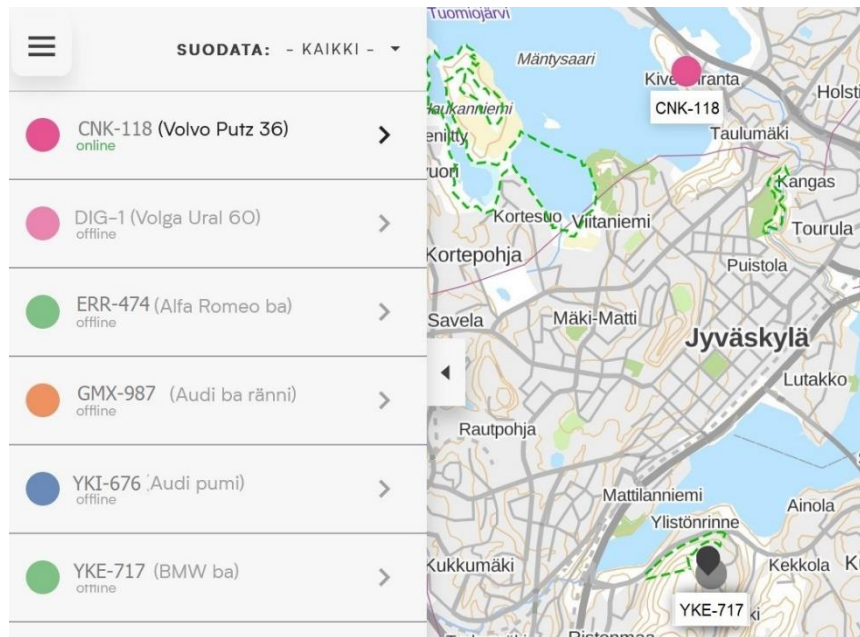 SUODATA: - KAIKKI -
CNK-118 (Volvo Putz 36)
online
DIG-1 (Volga Ural 60)
offline
ERR-474 (Alfa Romeo ba)
offline
GMX-987 (Audi ba ränni)
offline
YKI-676 (Audi pumi)
offline
YKE-717 (BMW ba)
offline
Tuomiojärvi
Mäntysaari
CNK-118
Taulumäki
Kangas
Kortesuo
Viitaniemi
Tourula
Kortepohja
Puistola
Savela
Mäki-Matti
Jyväskylä
Lutakko
Rautpohja
Mattilanniemi
Ainola
Ylistönrinne
Kukkumäki
Kekkola
YKE-717